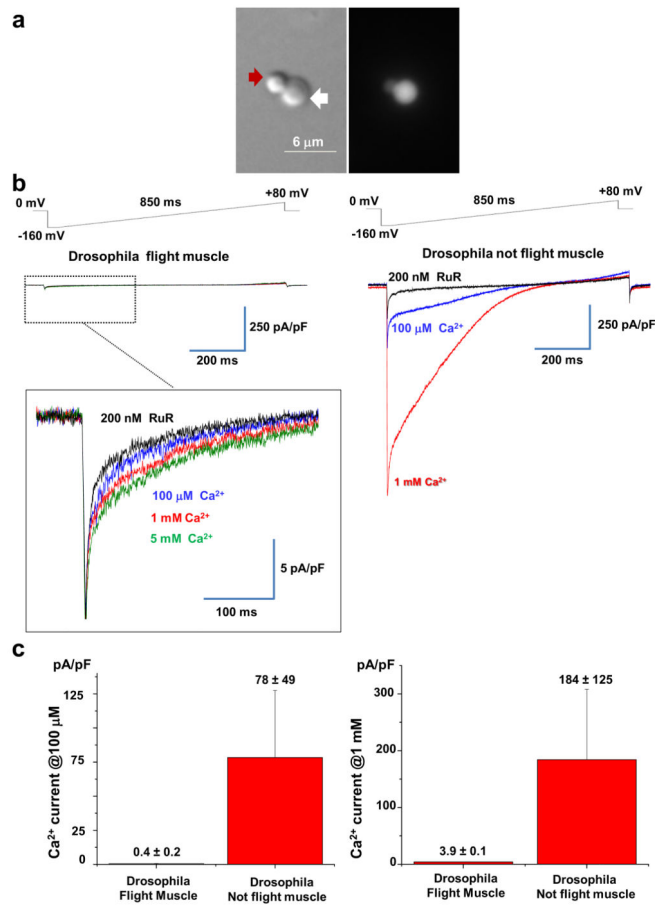 a
6 μm
b
0 mV
850 ms
+80 mV
-160 mV
Drosophila flight muscle
250 pA/pF
200 ms
200 nM RuR
100 μM Ca²⁺
1 mM Ca²⁺
5 mM Ca²⁺
5 pA/pF
100 ms
0 mV
850 ms
+80 mV
-160 mV
Drosophila not flight muscle
200 nM RuR
100 μM Ca²⁺
250 pA/pF
200 ms
1 mM Ca²⁺
c
pA/pF
125
75
25
0
Ca²⁺ current @100 μM
0.4 ± 0.2
78 ± 49
Drosophila
Flight Muscle
Drosophila
Not flight muscle
pA/pF
300
200
100
0
Ca²⁺ current @1 mM
3.9 ± 0.1
184 ± 125
Drosophila
Flight Muscle
Drosophila
Not flight muscle